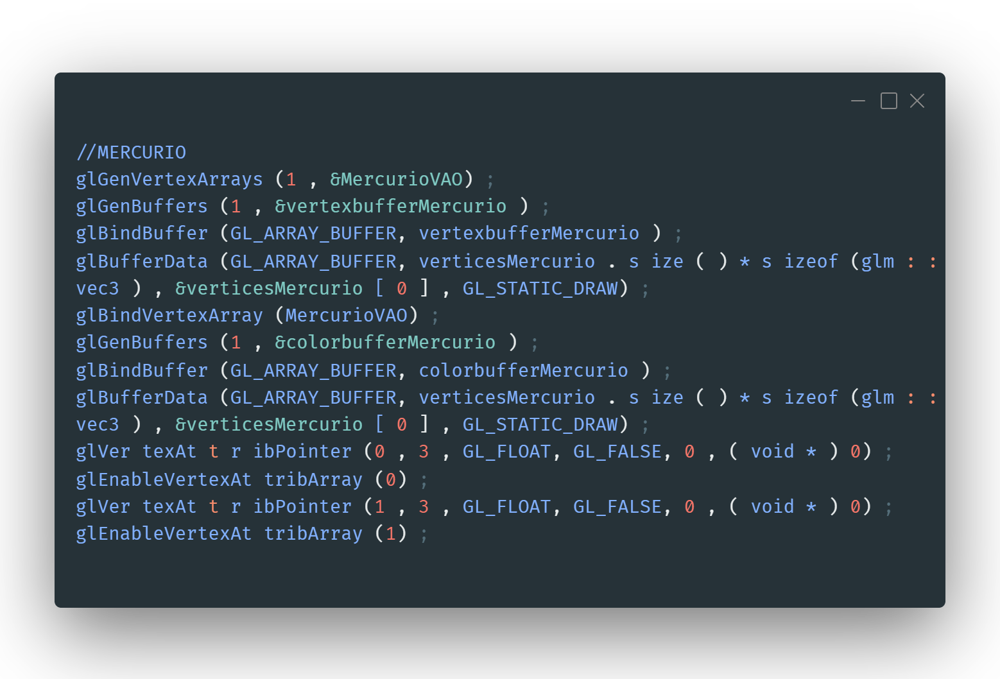 //MERCURIO
glGenVertexArrays (1 , &MercurioVAO) ;
glGenBuffers (1 , &vertexbufferMercurio ) ;
glBindBuffer (GL_ARRAY_BUFFER, vertexbufferMercurio ) ;
glBufferData (GL_ARRAY_BUFFER, verticesMercurio . s ize ( ) * s izeof (glm : :
vec3 ) , &verticesMercurio [ 0 ] , GL_STATIC_DRAW) ;
glBindVertexArray (MercurioVAO) ;
glGenBuffers (1 , &colorbufferMercurio ) ;
glBindBuffer (GL_ARRAY_BUFFER, colorbufferMercurio ) ;
glBufferData (GL_ARRAY_BUFFER, verticesMercurio . s ize ( ) * s izeof (glm : :
vec3 ) , &verticesMercurio [ 0 ] , GL_STATIC_DRAW) ;
glVer texAt t r ibPointer (0 , 3 , GL_FLOAT, GL_FALSE, 0 , ( void * ) 0) ;
glEnableVertexAt tribArray (0) ;
glVer texAt t r ibPointer (1 , 3 , GL_FLOAT, GL_FALSE, 0 , ( void * ) 0) ;
glEnableVertexAt tribArray (1) ;